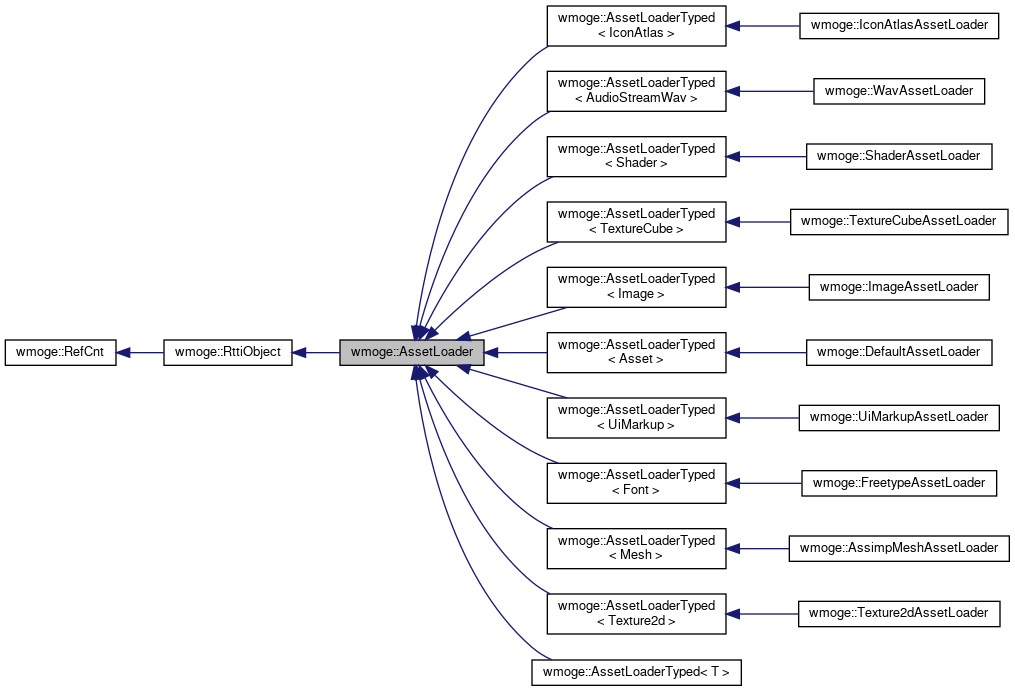 wmoge::RefCnt
wmoge::RttiObject
wmoge::AssetLoader
wmoge::AssetLoaderTyped
< IconAtlas >
wmoge::IconAtlasAssetLoader
wmoge::AssetLoaderTyped
< AudioStreamWav >
wmoge::WavAssetLoader
wmoge::AssetLoaderTyped
< Shader >
wmoge::ShaderAssetLoader
wmoge::AssetLoaderTyped
< TextureCube >
wmoge::TextureCubeAssetLoader
wmoge::AssetLoaderTyped
< Image >
wmoge::ImageAssetLoader
wmoge::AssetLoaderTyped
< Asset >
wmoge::DefaultAssetLoader
wmoge::AssetLoaderTyped
< UiMarkup >
wmoge::UiMarkupAssetLoader
wmoge::AssetLoaderTyped
< Font >
wmoge::FreetypeAssetLoader
wmoge::AssetLoaderTyped
< Mesh >
wmoge::AssimpMeshAssetLoader
wmoge::AssetLoaderTyped
< Texture2d >
wmoge::Texture2dAssetLoader
wmoge::AssetLoaderTyped< T >